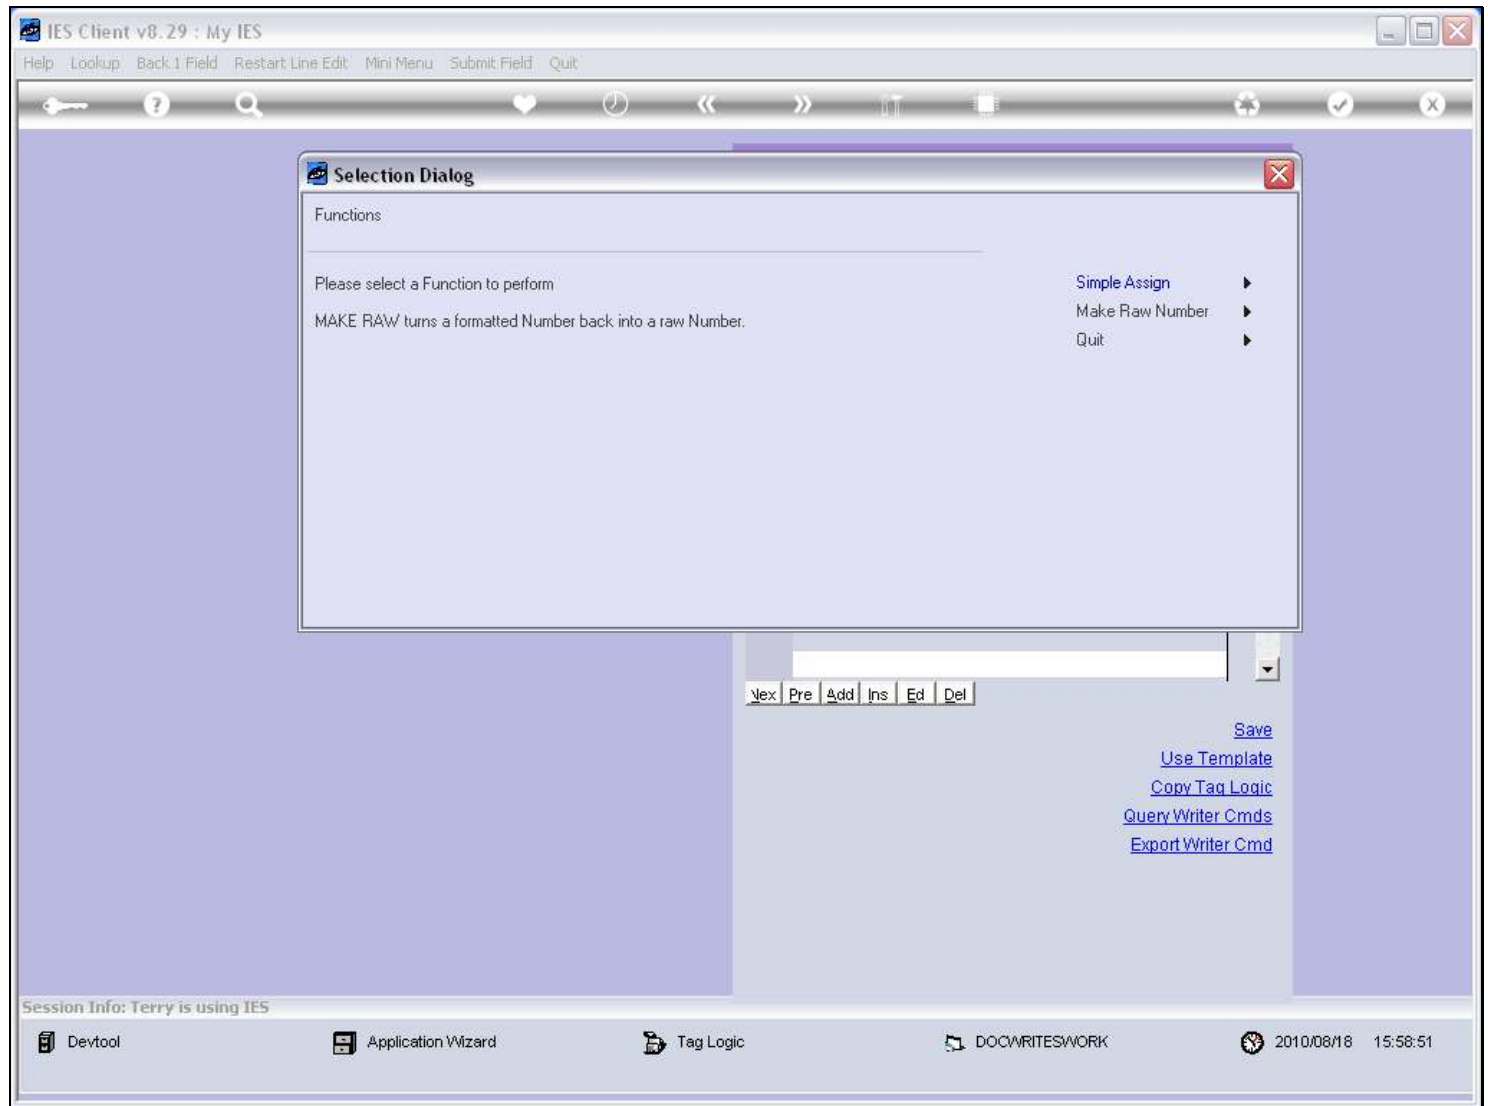 IES Client v8.29 : My IES
Help Lookup Back 1 Field Restart Line Edit Mini Menu Submit Field Quit
Selection Dialog
Functions
Please select a Function to perform
MAKE RAW turns a formatted Number back into a raw Number.
Simple Assign
Make Raw Number
Quit
Nex Pre Add Ins Ed Del
Save
Use Template
Copy Tag Logic
Query Writer Cmds
Export Writer Cmd
Session Info: Terry is using IES
Devtool Application Wizard Tag Logic DOCWRITESWORK 2010/08/18 15:58:51